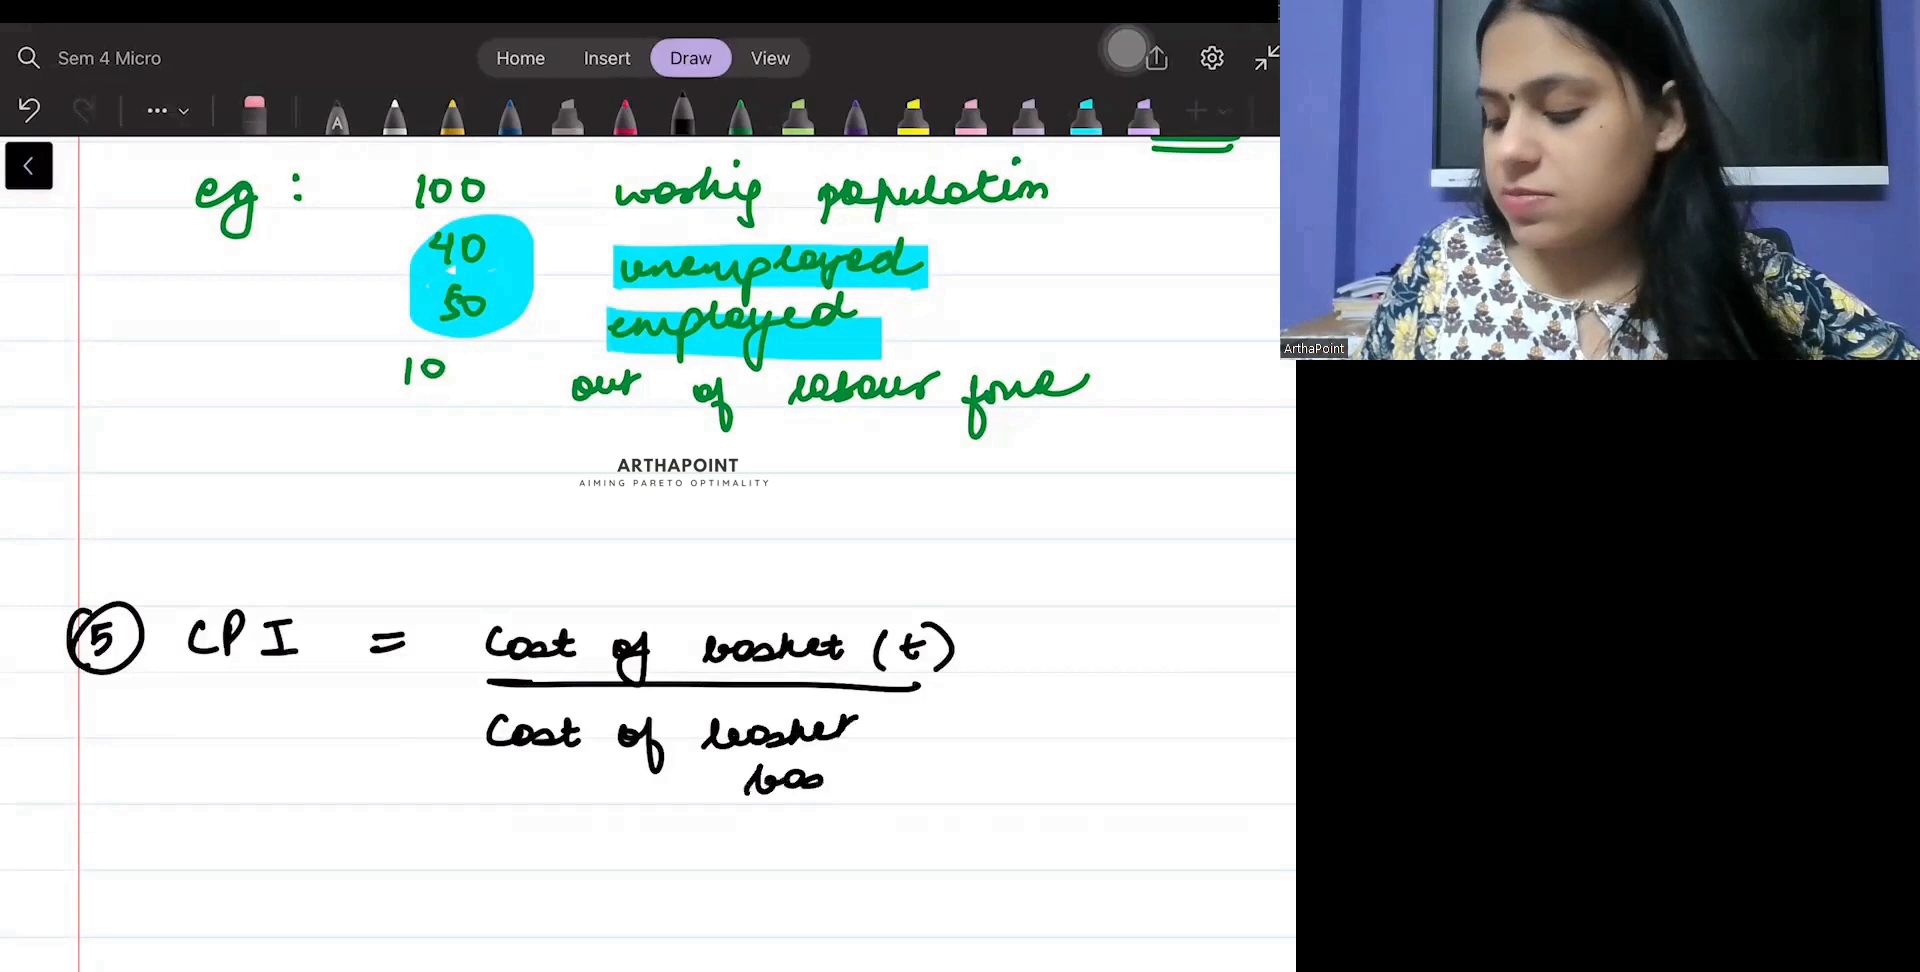 Sem 4 Micro
Home Insert Draw View
A
eg : 100 working population
40 unemployed
50 employed
10 out of labour force
ArthaPoint
ARTHAPOINT
AIMING PARETO OPTIMALITY
5 CPI = Cost of basket (t)
Cost of basket
bas